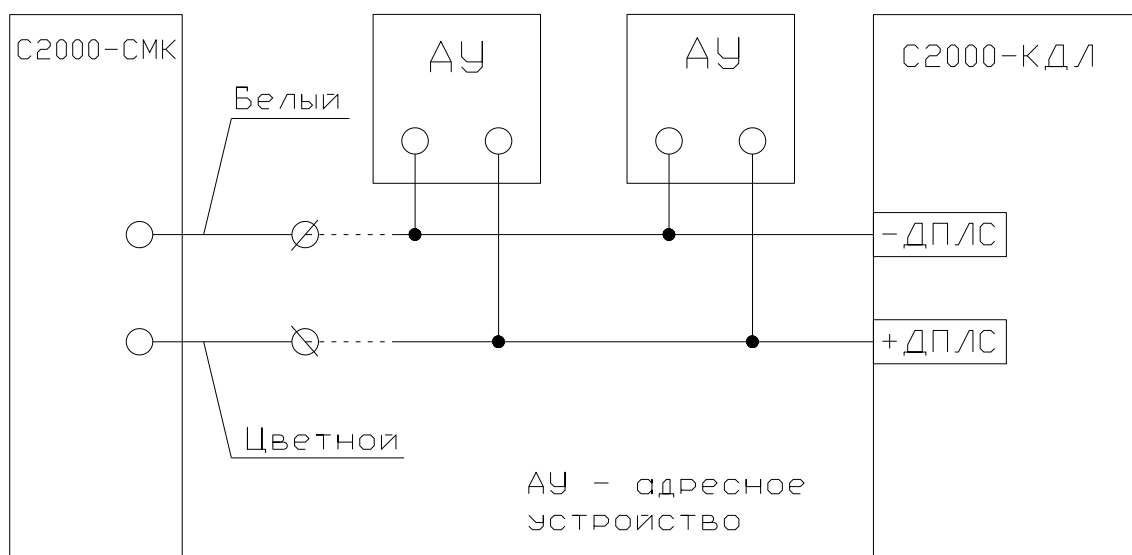 С2000-СМК
АУ
АУ
С2000-КДЛ
Белый
-ДПЛС
+ДПЛС
Цветной
АУ - адресное
устройство